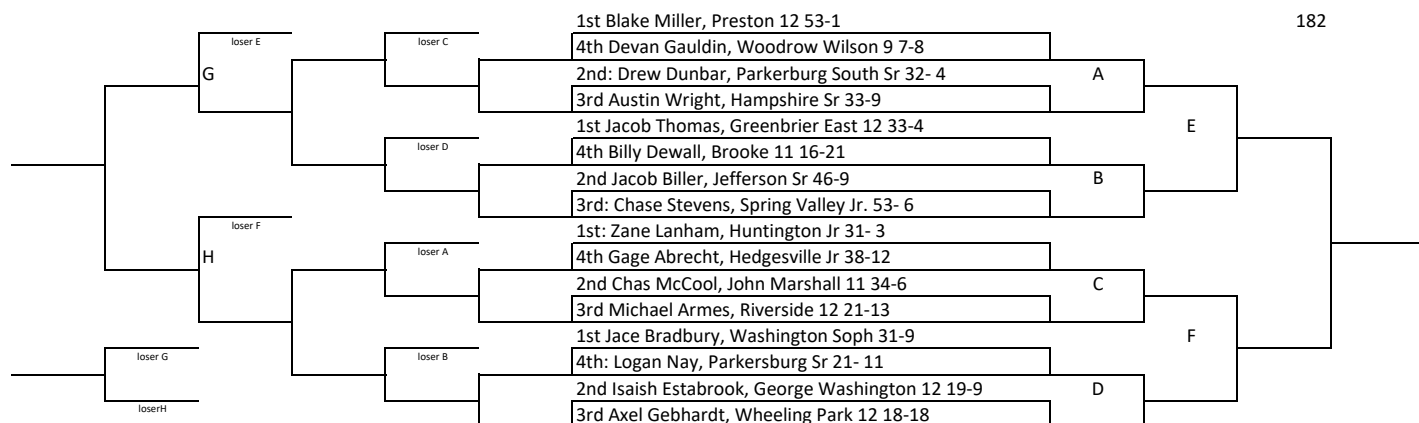 1st Blake Miller, Preston 12 53-1
182
loser E
loser C
4th Devan Gauldin, Woodrow Wilson 9 7-8
G
2nd: Drew Dunbar, Parkerburg South Sr 32- 4
A
3rd Austin Wright, Hampshire Sr 33-9
1st Jacob Thomas, Greenbrier East 12 33-4
E
loser D
4th Billy Dewall, Brooke 11 16-21
2nd Jacob Biller, Jefferson Sr 46-9
B
3rd: Chase Stevens, Spring Valley Jr. 53- 6
loser F
1st: Zane Lanham, Huntington Jr 31- 3
H
loser A
4th Gage Abrecht, Hedgesville Jr 38-12
2nd Chas McCool, John Marshall 11 34-6
C
3rd Michael Armes, Riverside 12 21-13
1st Jace Bradbury, Washington Soph 31-9
F
loser G
loser B
4th: Logan Nay, Parkersburg Sr 21- 11
2nd Isaish Estabrook, George Washington 12 19-9
D
loserH
3rd Axel Gebhardt, Wheeling Park 12 18-18